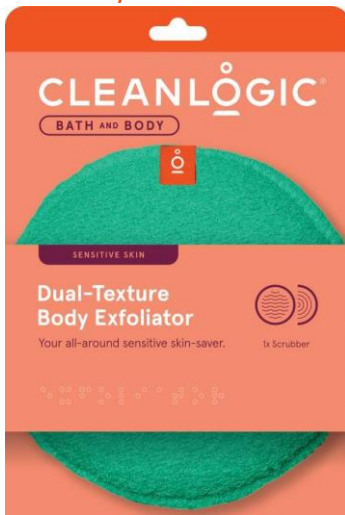 CLEANLOGIC®
BATH AND BODY
SENSITIVE SKIN
Dual-Texture
Body Exfoliator
Your all-around sensitive skin-saver.
1x Scrubber